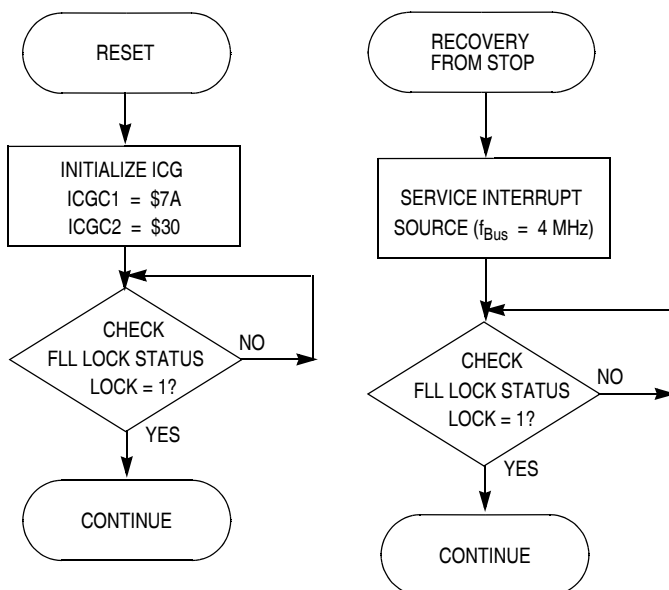 RESET
INITIALIZE ICG
ICGC1 = $7A
ICGC2 = $30
CHECK
FLL LOCK STATUS
LOCK = 1?
NO
YES
CONTINUE
RECOVERY
FROM STOP
SERVICE INTERRUPT
SOURCE (fBus = 4 MHz)
CHECK
FLL LOCK STATUS
LOCK = 1?
NO
YES
CONTINUE